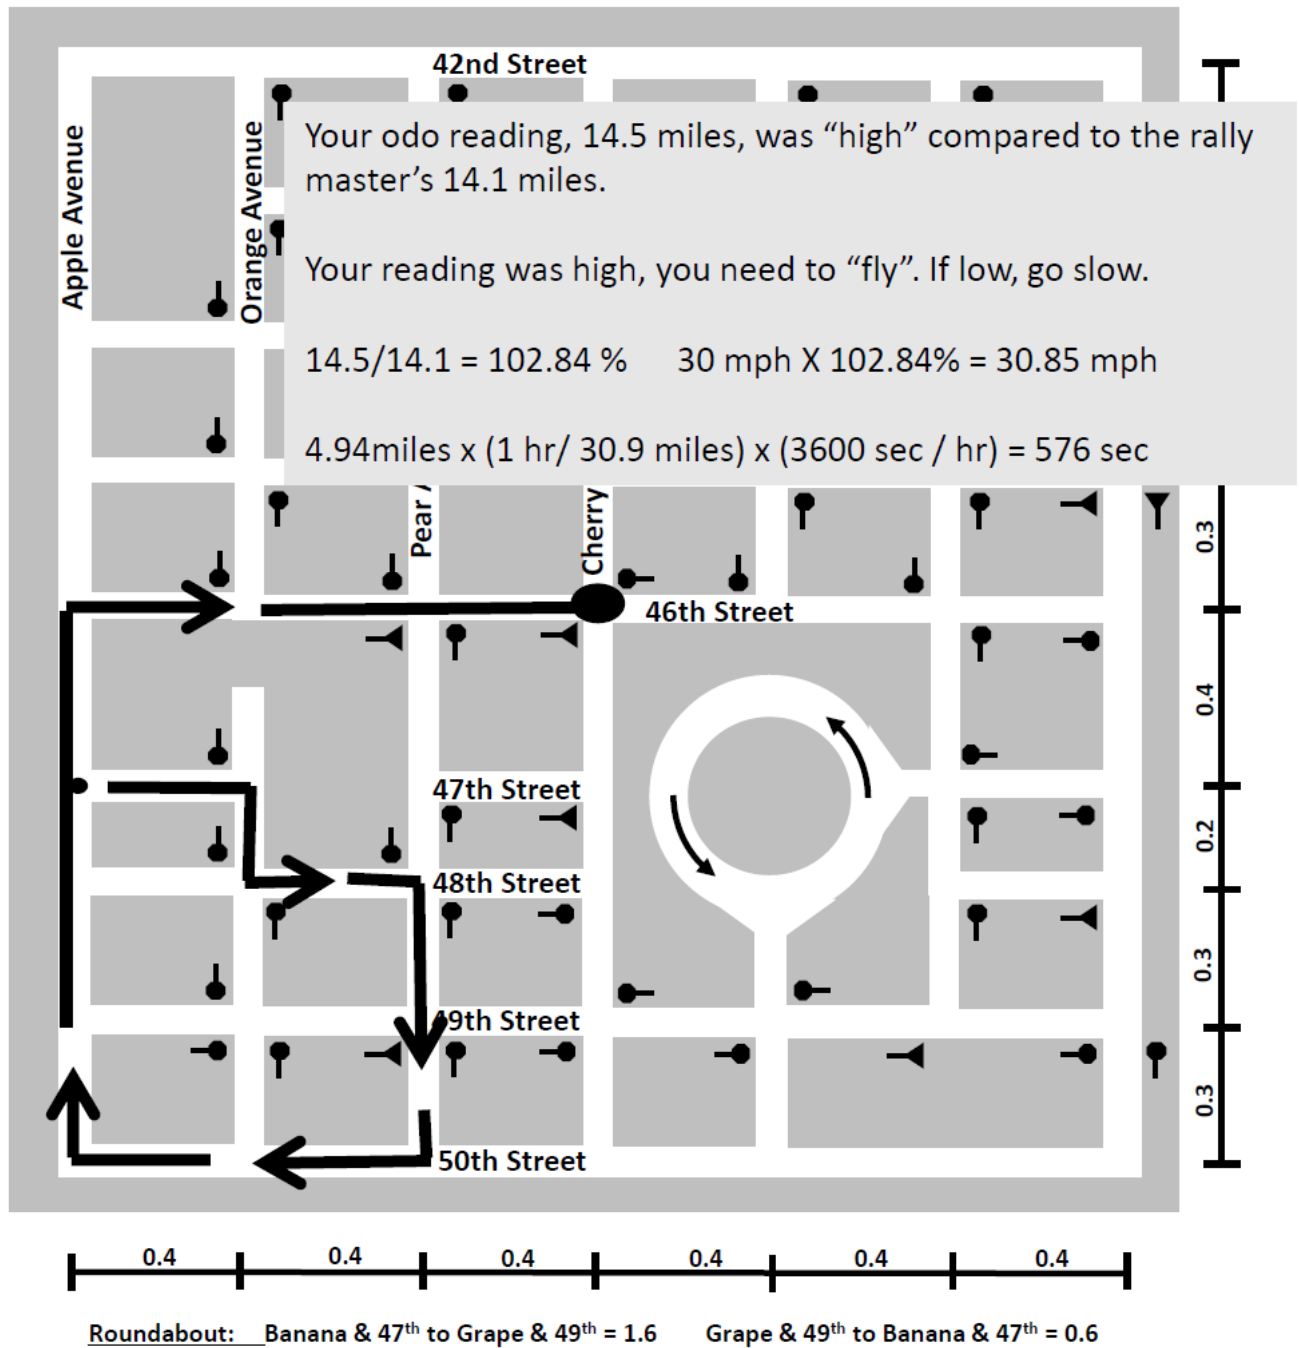 42nd Street
Apple Avenue
Orange Avenue
Your odo reading, 14.5 miles, was “high” compared to the rally
master’s 14.1 miles.
Your reading was high, you need to “fly”. If low, go slow.
14.5/14.1 = 102.84 % 30 mph X 102.84% = 30.85 mph
4.94miles x (1 hr/ 30.9 miles) x (3600 sec / hr) = 576 sec
Pear
Cherry
0.3
46th Street
0.4
47th Street
0.2
48th Street
0.3
49th Street
0.3
50th Street
0.4 0.4 0.4 0.4 0.4 0.4
Roundabout: Banana & 47th to Grape & 49th = 1.6 Grape & 49th to Banana & 47th = 0.6